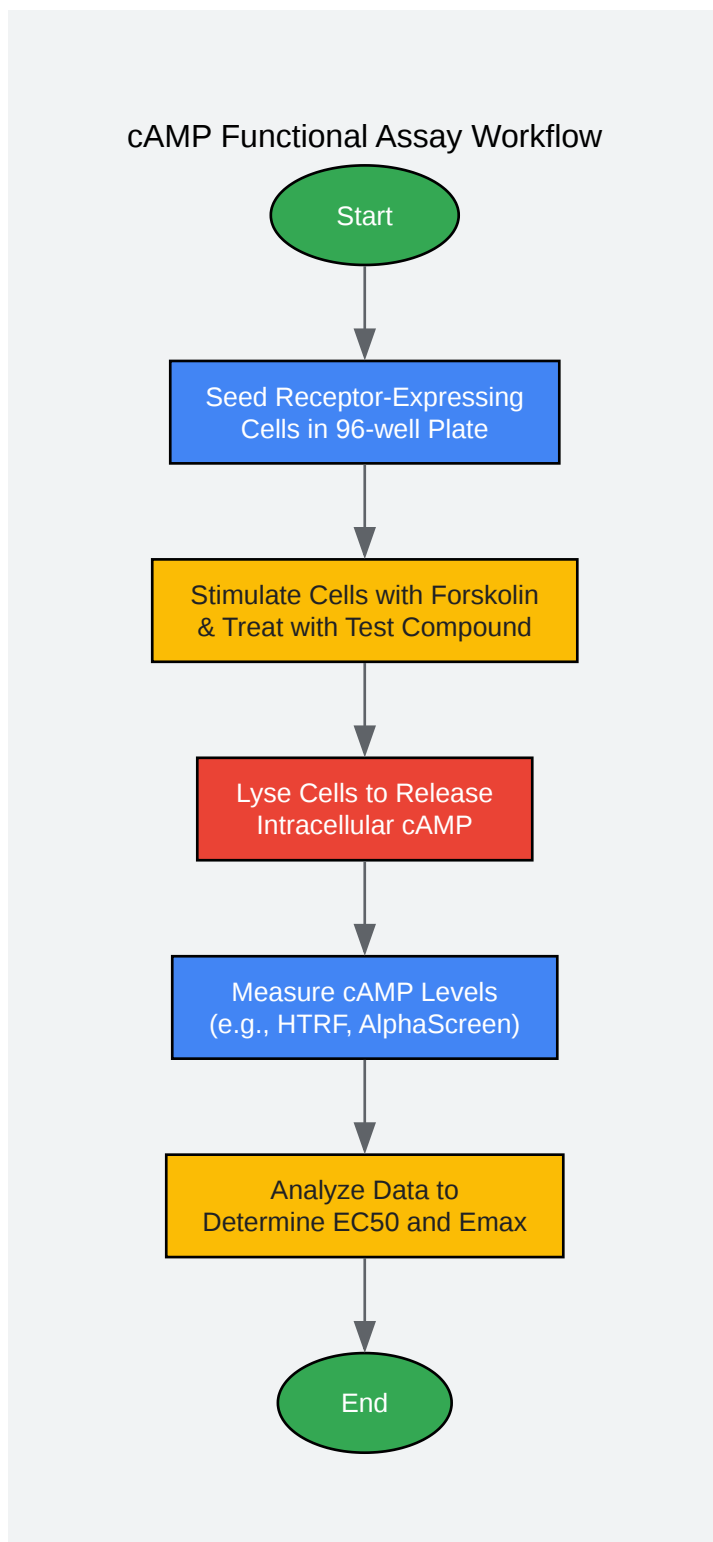 cAMP Functional Assay Workflow
Start
Seed Receptor-Expressing
Cells in 96-well Plate
Stimulate Cells with Forskolin
& Treat with Test Compound
Lyse Cells to Release
Intracellular cAMP
Measure cAMP Levels
(e.g., HTRF, AlphaScreen)
Analyze Data to
Determine EC50 and Emax
End